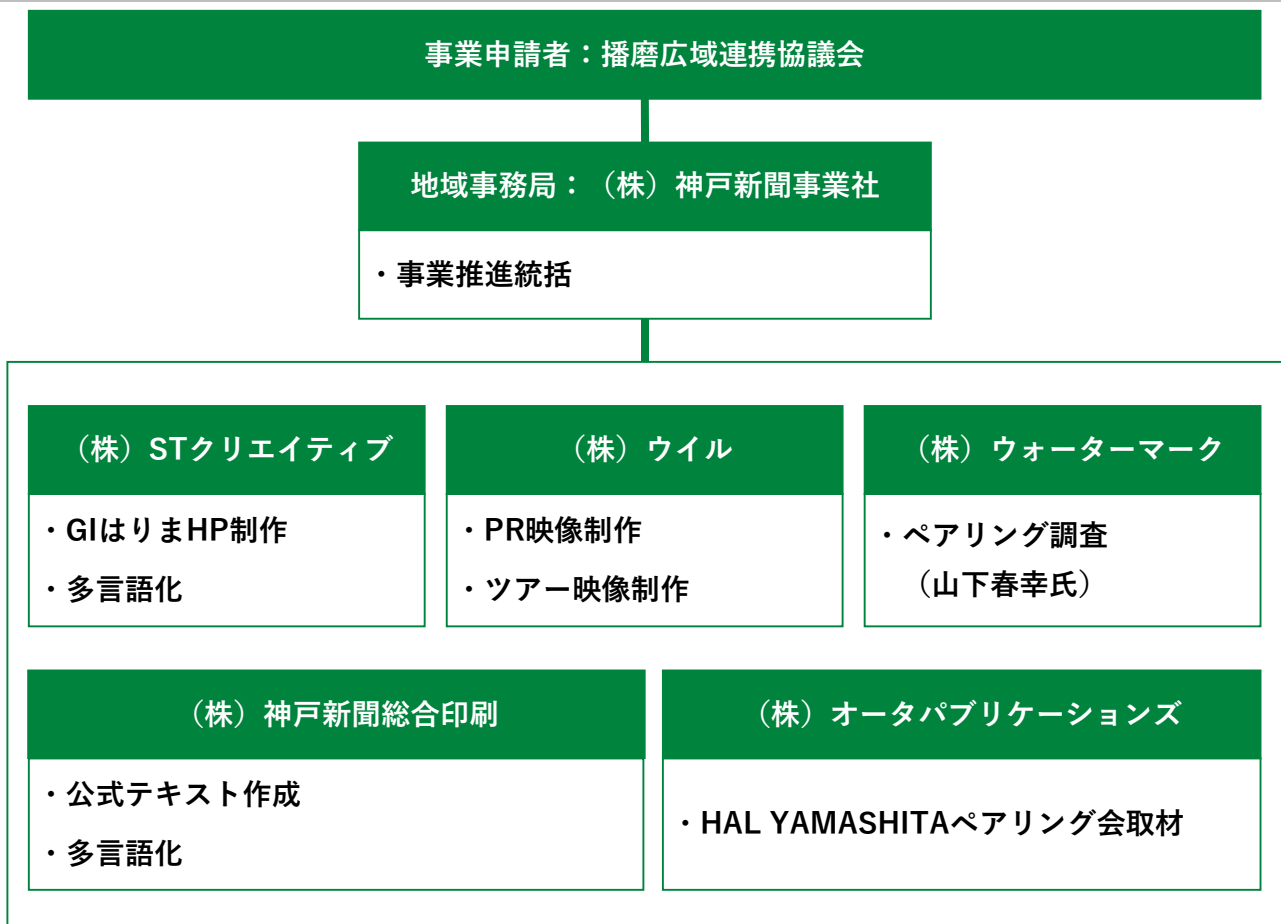 事業申請者：播磨広域連携協議会
地域事務局：（株）神戸新聞事業社
・事業推進統括
（株）STクリエイティブ
・GIはりまHP制作
・多言語化
（株）ウイル
・PR映像制作
・ツアー映像制作
（株）ウォーターマーク
・ペアリング調査
（山下春幸氏）
（株）神戸新聞総合印刷
・公式テキスト作成
・多言語化
（株）オータパブリケーションズ
・HAL YAMASHITAペアリング会取材